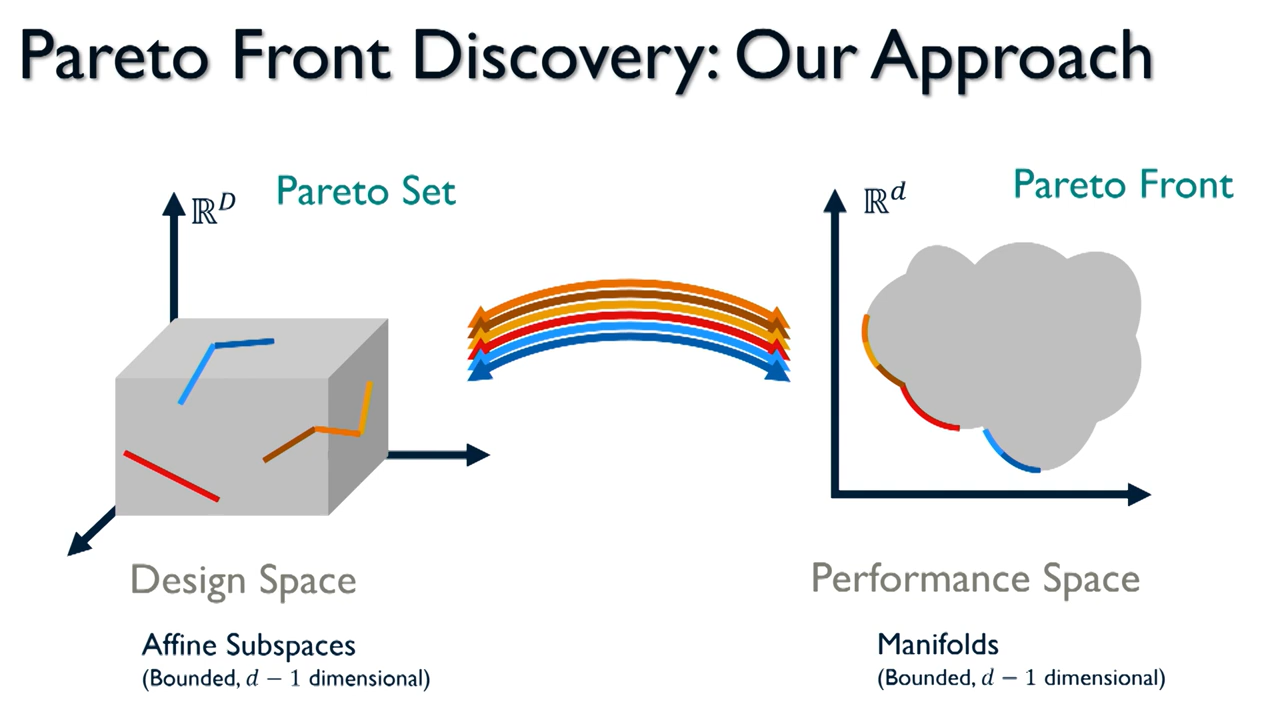 Pareto Front Discovery: Our Approach
ℝ^D
Pareto Set
Design Space
Affine Subspaces
(Bounded, d − 1 dimensional)
ℝ^d
Pareto Front
Performance Space
Manifolds
(Bounded, d − 1 dimensional)